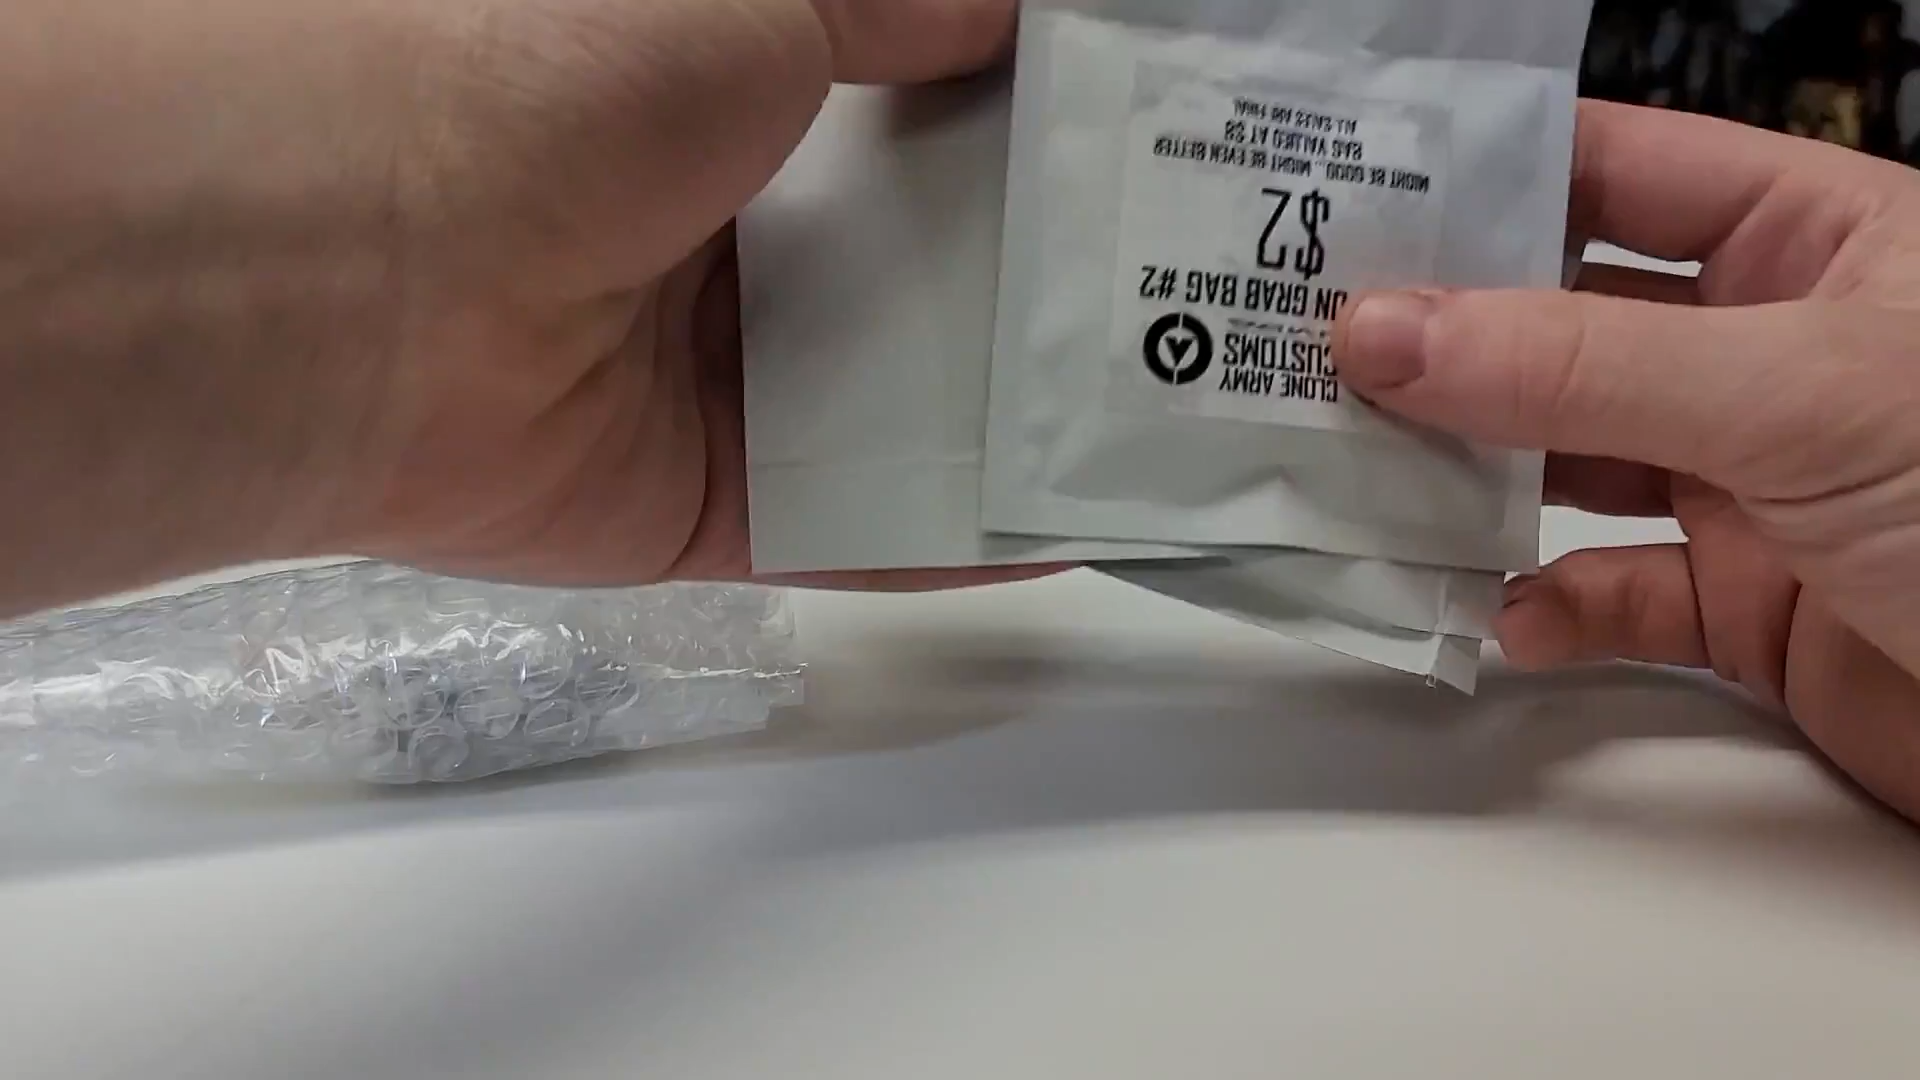 CLONE ARMY
CUSTOMS
UN GRAB BAG #2
$2
MIGHT BE GOOD... MIGHT BE EVEN BETTER
BAG VALUED AT $8
ALL SALES ARE FINAL